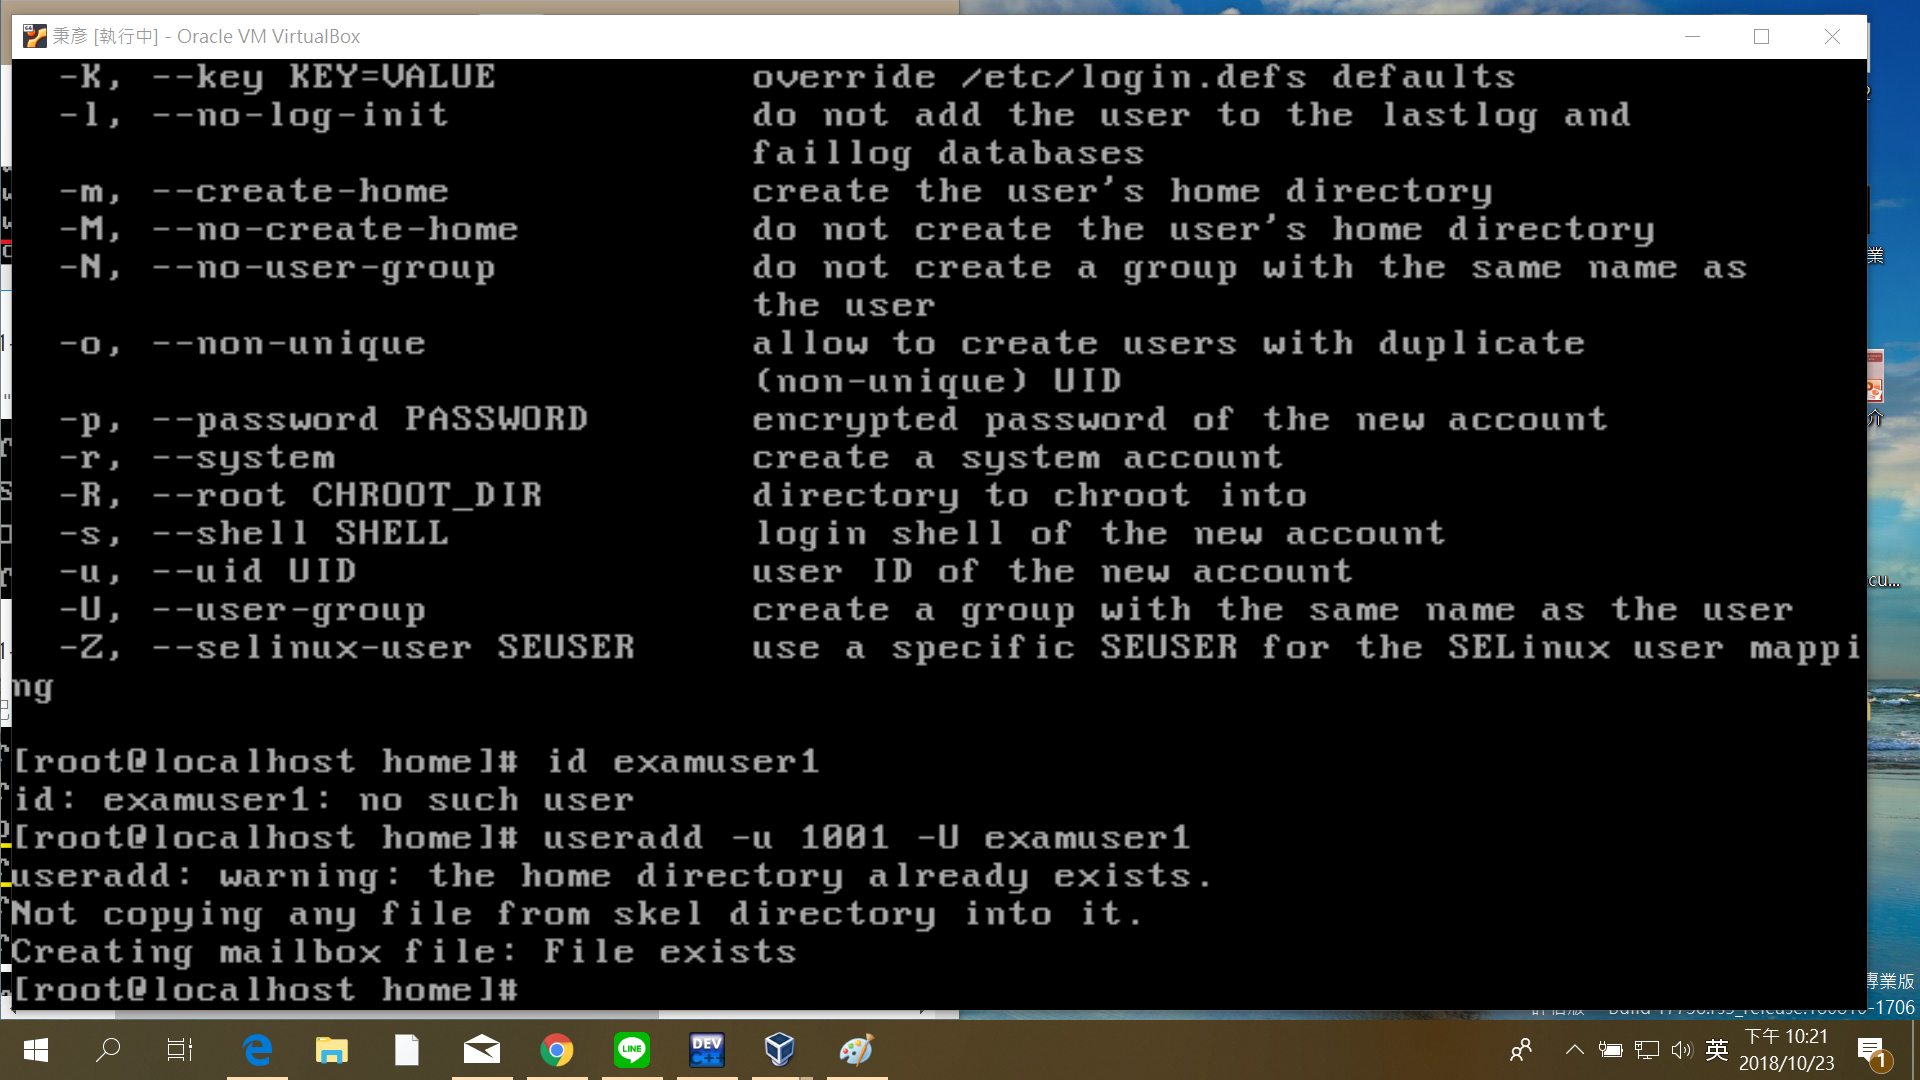 秉彥 [執行中] - Oracle VM VirtualBox
-K, --key KEY=VALUE override /etc/login.defs defaults
-l, --no-log-init do not add the user to the lastlog and
faillog databases
-m, --create-home create the user's home directory
-M, --no-create-home do not create the user's home directory
-N, --no-user-group do not create a group with the same name as
the user
-o, --non-unique allow to create users with duplicate
(non-unique) UID
-p, --password PASSWORD encrypted password of the new account
-r, --system create a system account
-R, --root CHROOT_DIR directory to chroot into
-s, --shell SHELL login shell of the new account
-u, --uid UID user ID of the new account
-U, --user-group create a group with the same name as the user
-Z, --selinux-user SEUSER use a specific SEUSER for the SELinux user mappi
ng
[root@localhost home]# id examuser1
id: examuser1: no such user
[root@localhost home]# useradd -u 1001 -U examuser1
useradd: warning: the home directory already exists.
Not copying any file from skel directory into it.
Creating mailbox file: File exists
[root@localhost home]#
業
介
cu...
專業版
-1706
LINE
DEV
C++
英
下午 10:21
2018/10/23
1